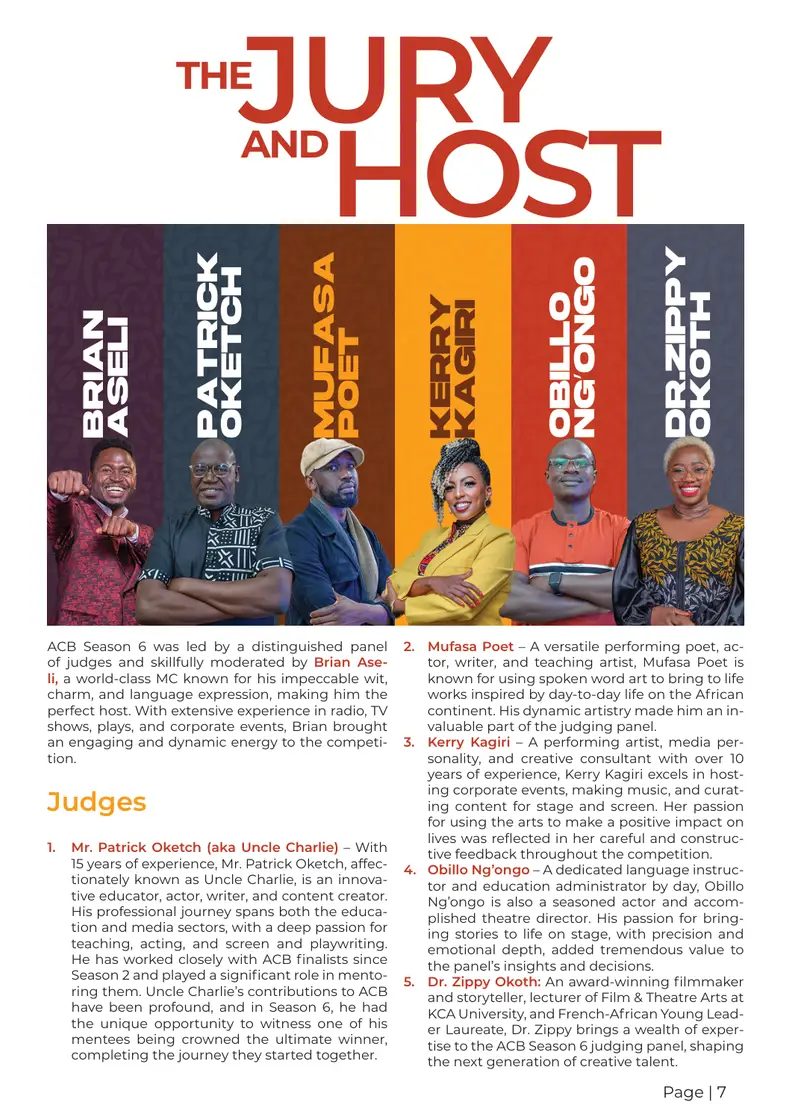 THE JURY
AND HOST
BRIAN
ASELI
PATRICK
OKETCH
MUFASA
POET
KERRY
KAGIRI
OBILLO
NG'ONGO
DR.ZIPPY
OKOTH
ACB Season 6 was led by a distinguished panel
of judges and skillfully moderated by Brian Ase-
li, a world-class MC known for his impeccable wit,
charm, and language expression, making him the
perfect host. With extensive experience in radio, TV
shows, plays, and corporate events, Brian brought
an engaging and dynamic energy to the competi-
tion.
Judges
1. Mr. Patrick Oketch (aka Uncle Charlie) – With
15 years of experience, Mr. Patrick Oketch, affec-
tionately known as Uncle Charlie, is an innova-
tive educator, actor, writer, and content creator.
His professional journey spans both the educa-
tion and media sectors, with a deep passion for
teaching, acting, and screen and playwriting.
He has worked closely with ACB finalists since
Season 2 and played a significant role in mento-
ring them. Uncle Charlie's contributions to ACB
have been profound, and in Season 6, he had
the unique opportunity to witness one of his
mentees being crowned the ultimate winner,
completing the journey they started together.
2. Mufasa Poet – A versatile performing poet, ac-
tor, writer, and teaching artist, Mufasa Poet is
known for using spoken word art to bring to life
works inspired by day-to-day life on the African
continent. His dynamic artistry made him an in-
valuable part of the judging panel.
3. Kerry Kagiri – A performing artist, media per-
sonality, and creative consultant with over 10
years of experience, Kerry Kagiri excels in host-
ing corporate events, making music, and curat-
ing content for stage and screen. Her passion
for using the arts to make a positive impact on
lives was reflected in her careful and construc-
tive feedback throughout the competition.
4. Obillo Ng'ongo – A dedicated language instruc-
tor and education administrator by day, Obillo
Ng'ongo is also a seasoned actor and accom-
plished theatre director. His passion for bring-
ing stories to life on stage, with precision and
emotional depth, added tremendous value to
the panel's insights and decisions.
5. Dr. Zippy Okoth: An award-winning filmmaker
and storyteller, lecturer of Film & Theatre Arts at
KCA University, and French-African Young Lead-
er Laureate, Dr. Zippy brings a wealth of exper-
tise to the ACB Season 6 judging panel, shaping
the next generation of creative talent.
Page | 7